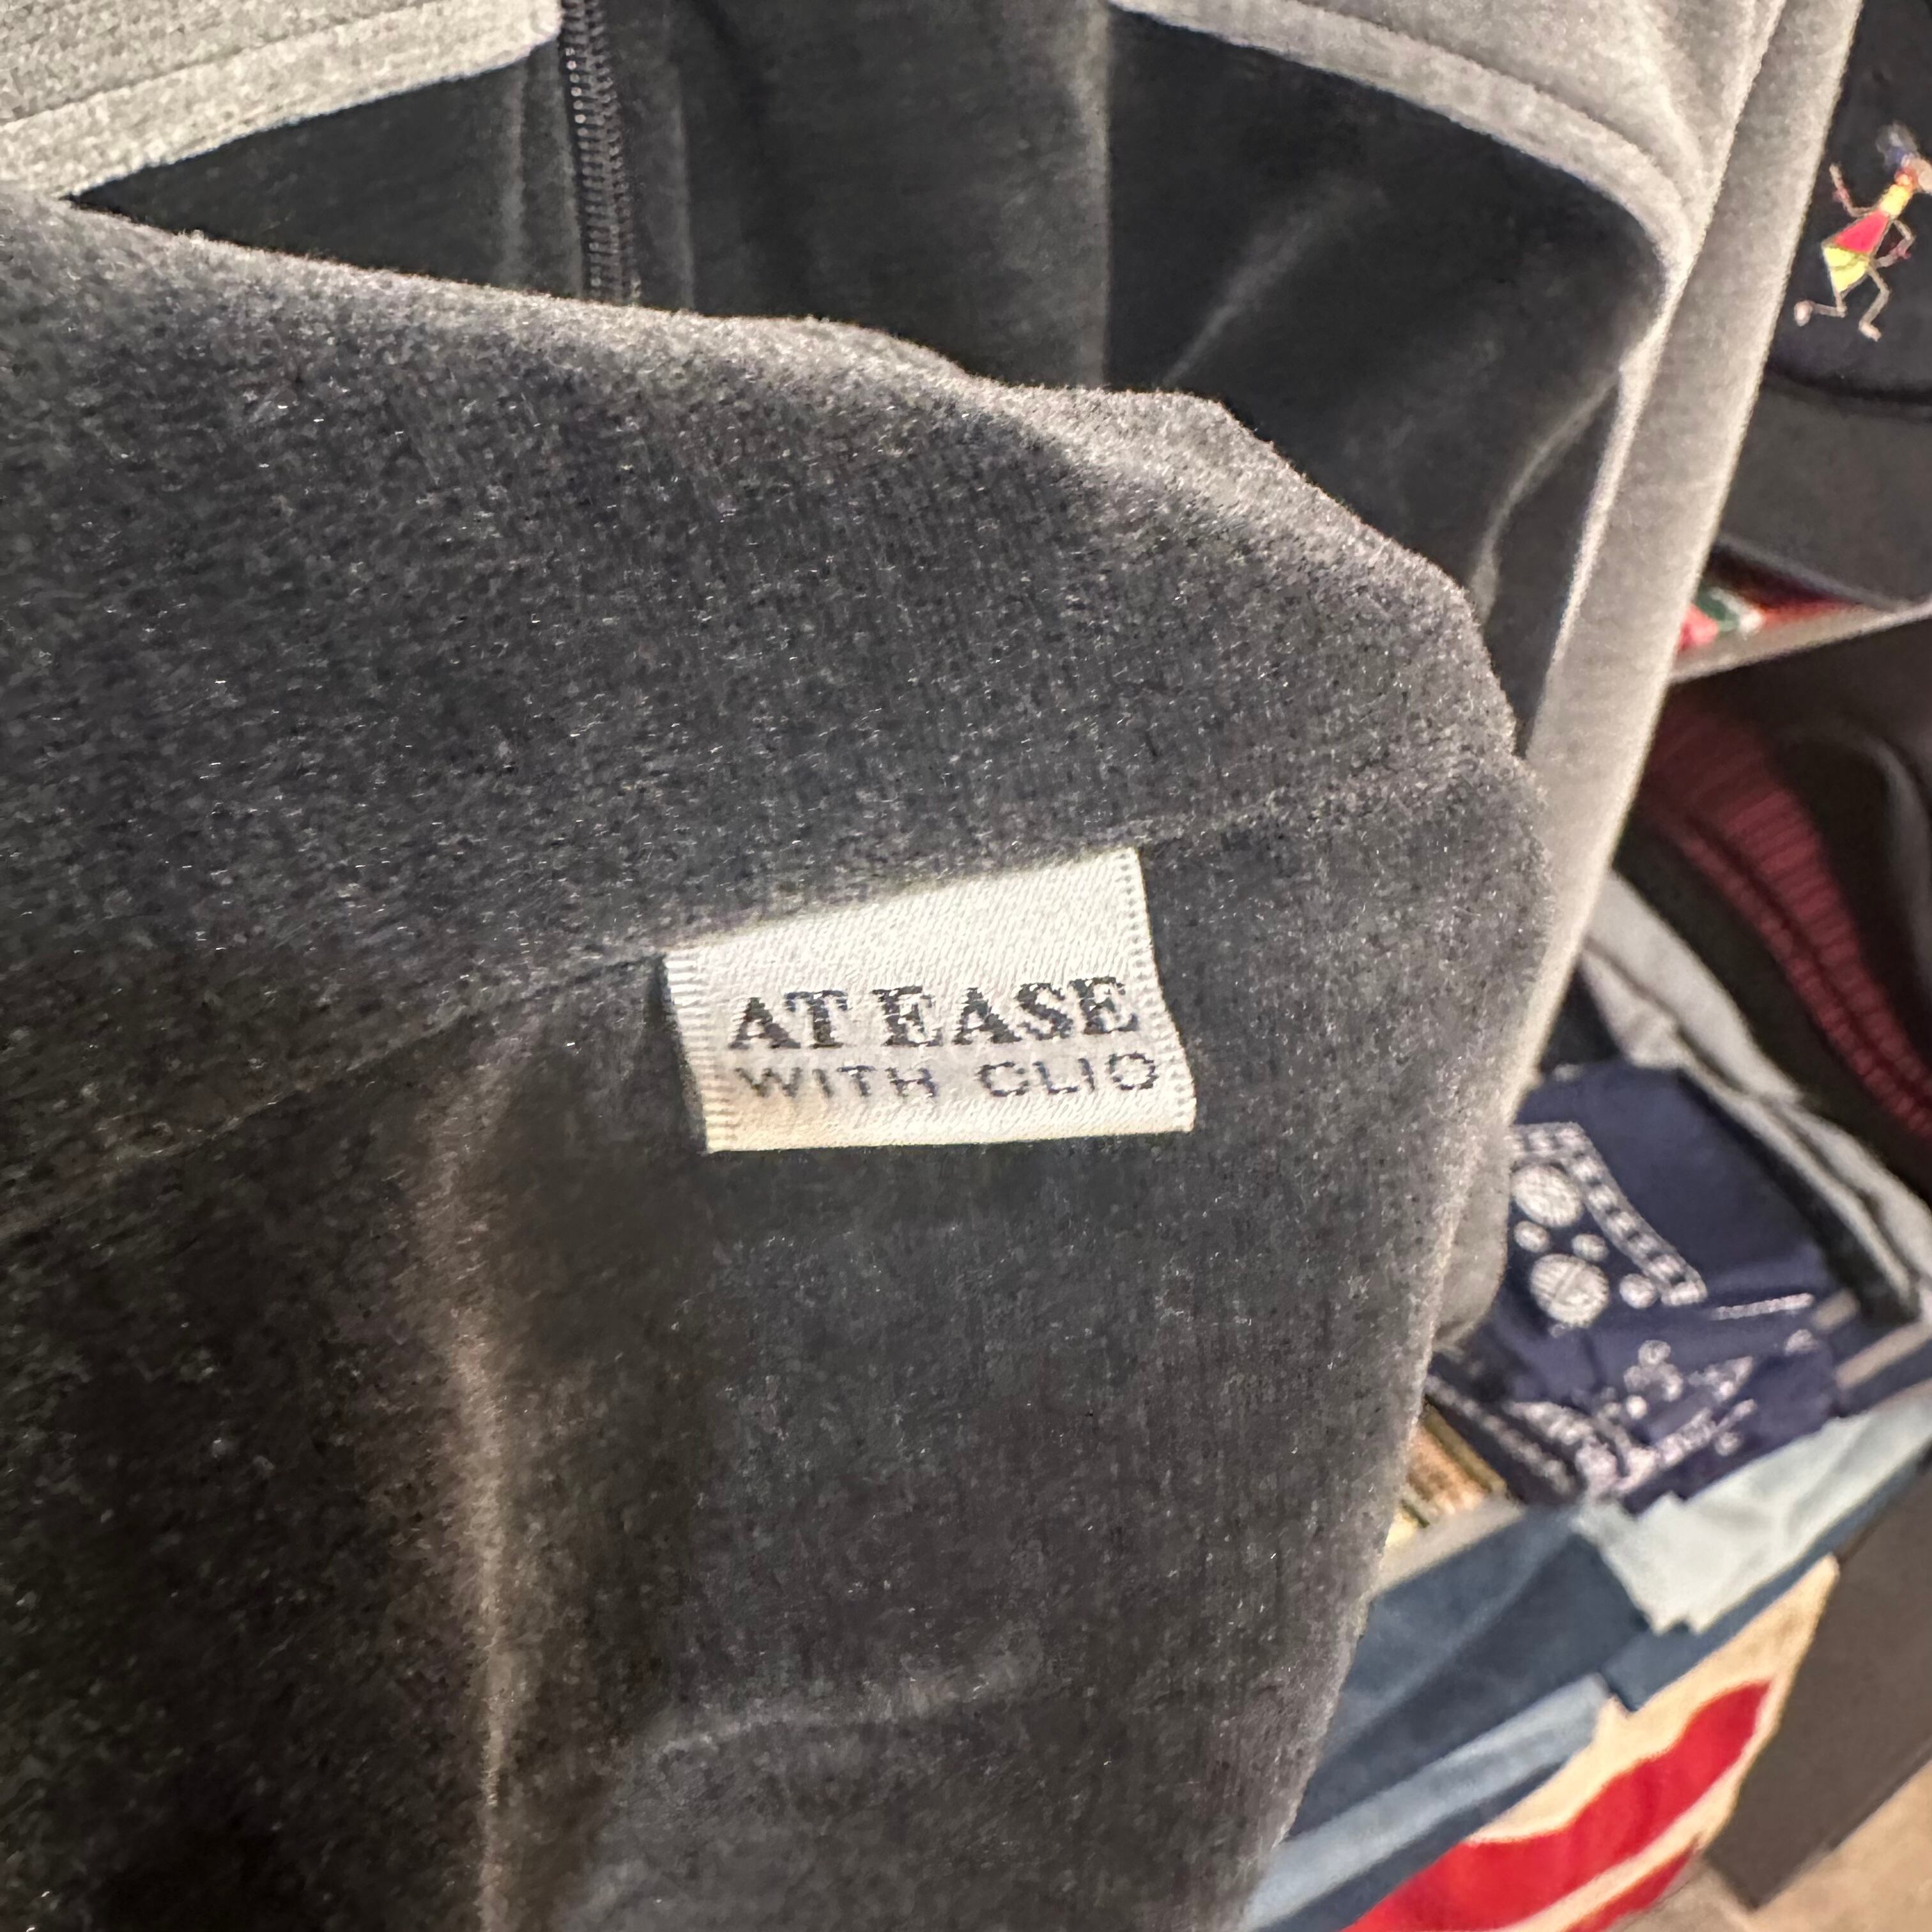 AT EASE
WITH CLIO